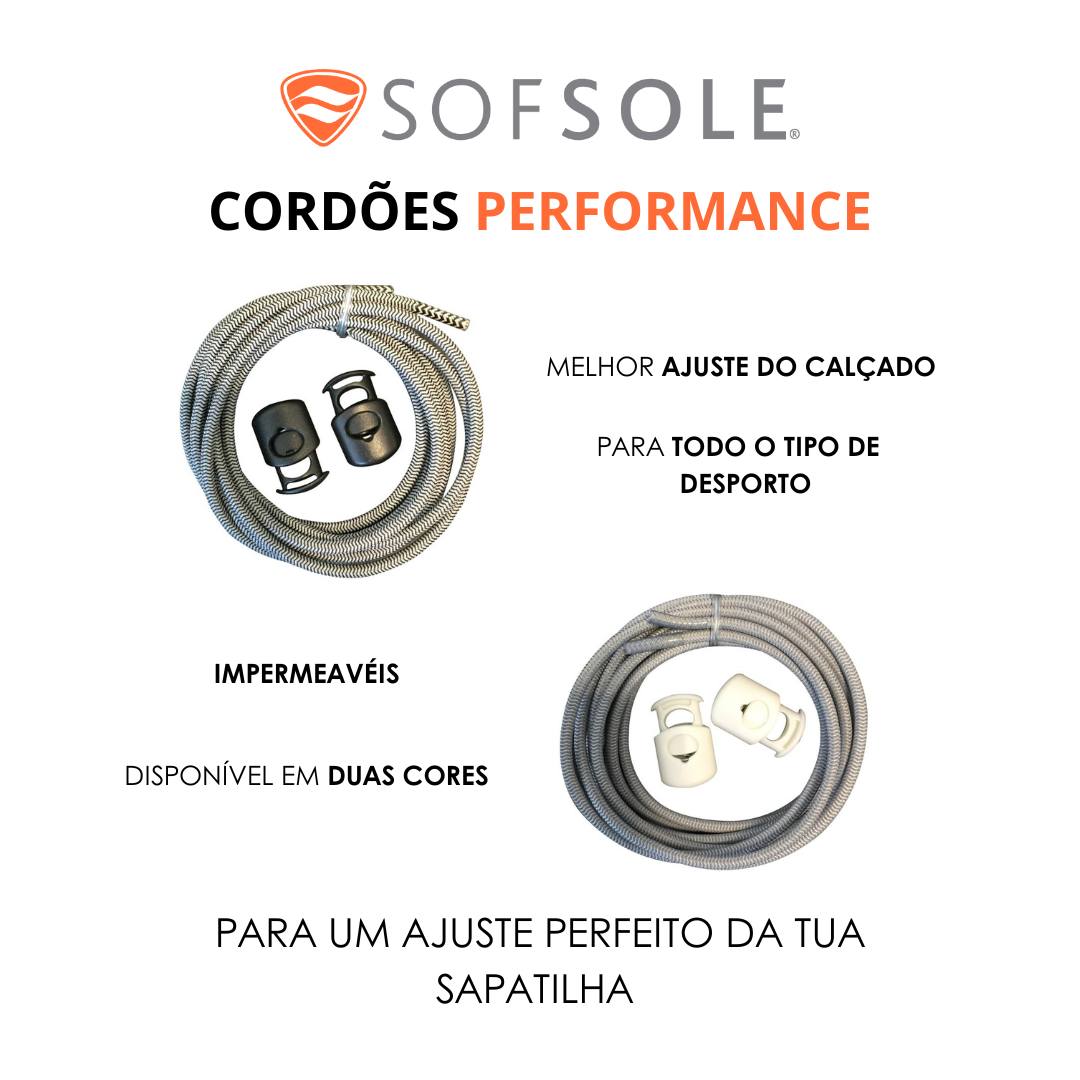 SOFSOLE®
CORDÕES PERFORMANCE
MELHOR AJUSTE DO CALÇADO
PARA TODO O TIPO DE
DESPORTO
IMPERMEAVÉIS
DISPONÍVEL EM DUAS CORES
PARA UM AJUSTE PERFEITO DA TUA
SAPATILHA